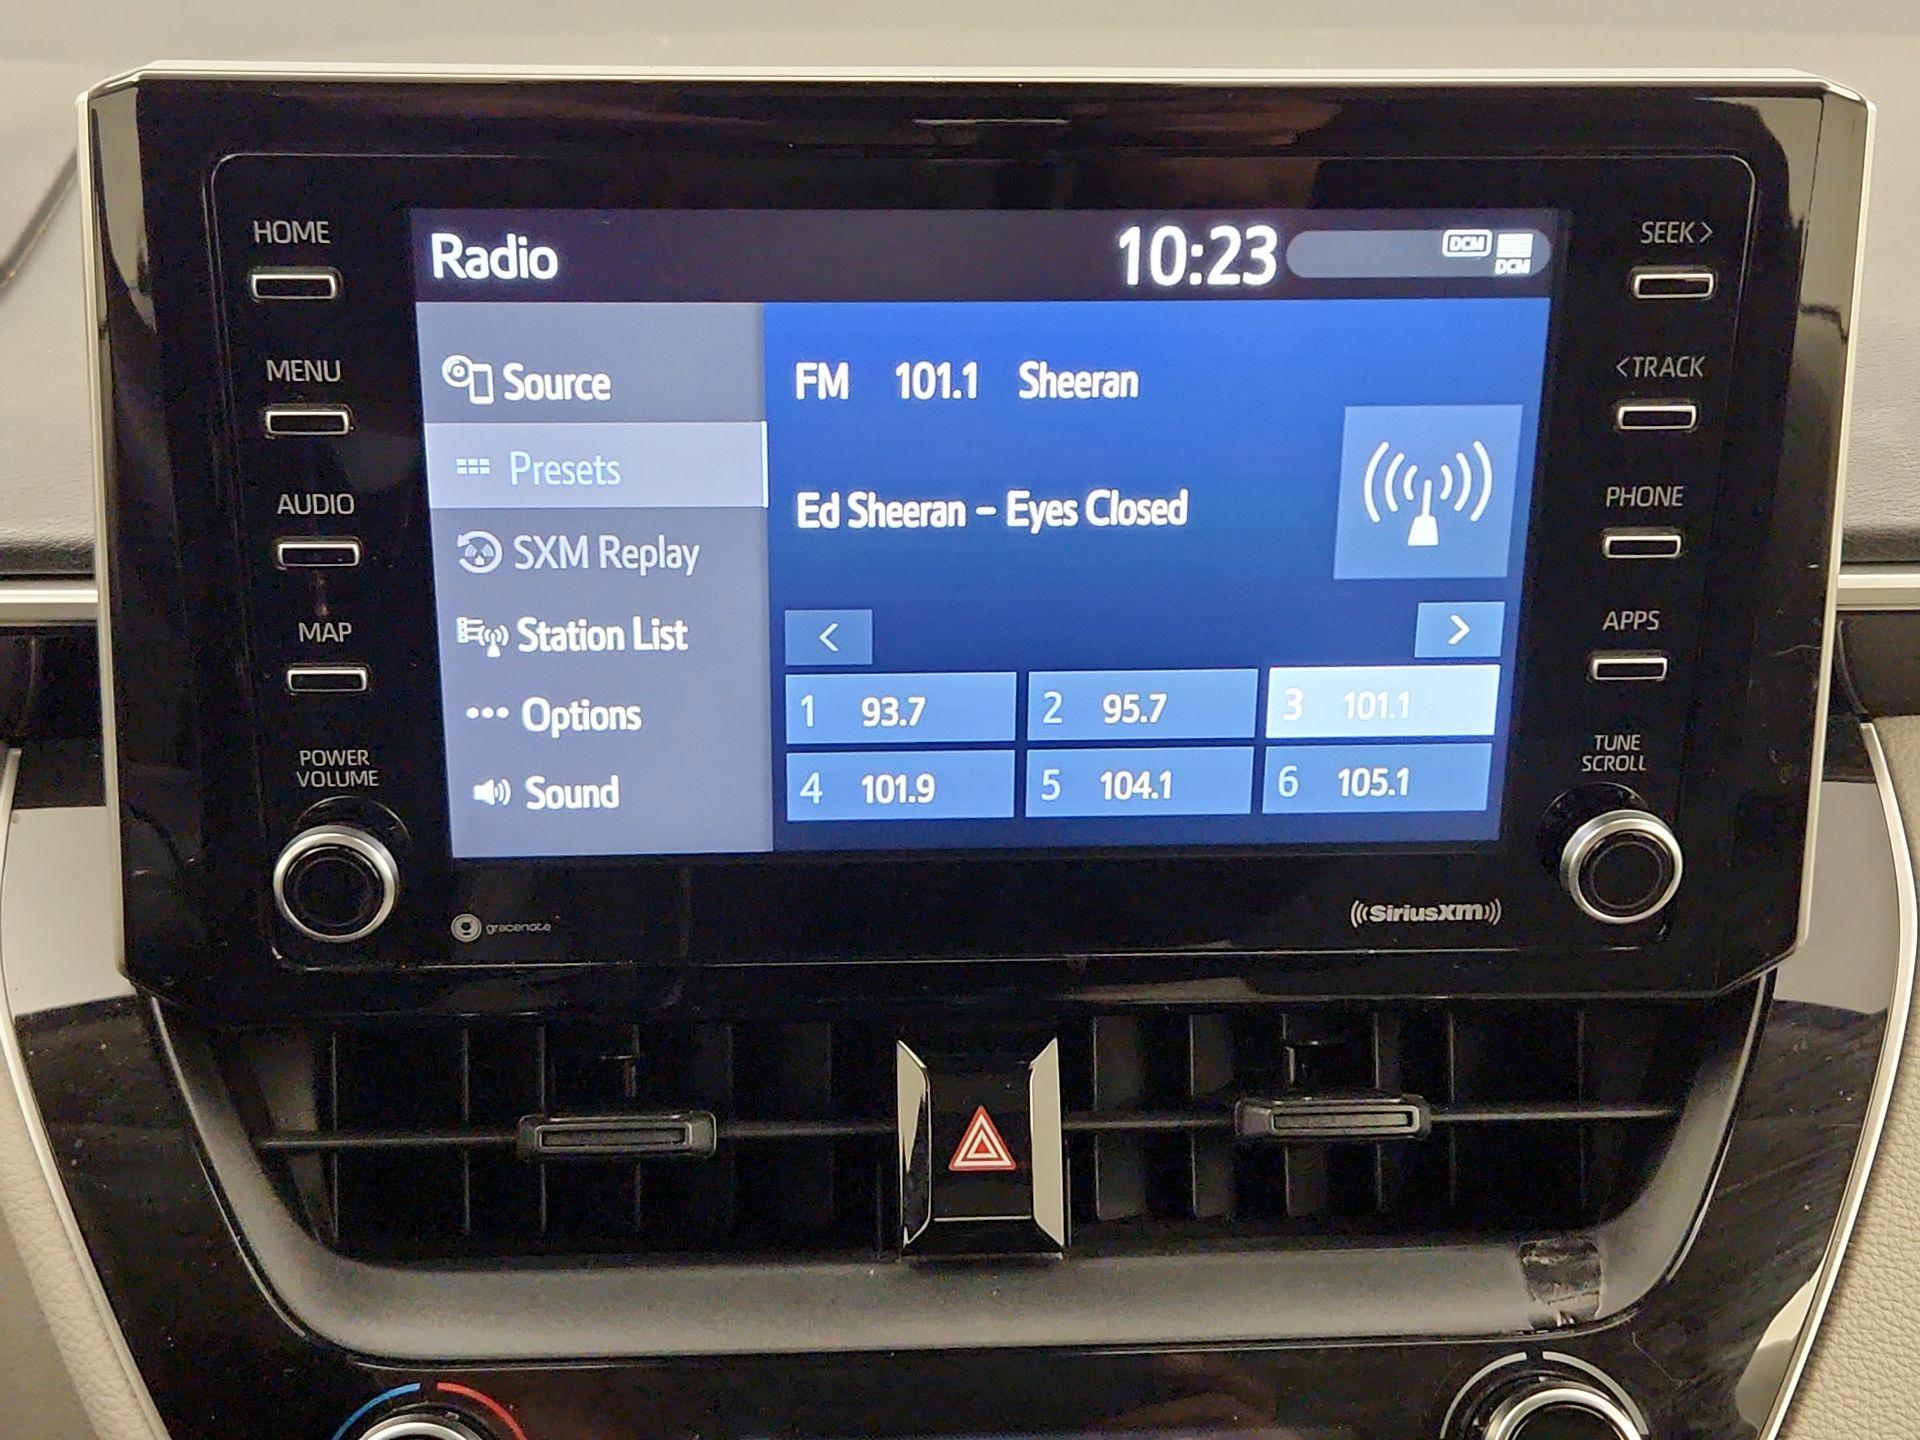 HOME
MENU
AUDIO
MAP
POWER
VOLUME
Radio
10:23
DCM
DCM
Source
Presets
SXM Replay
Station List
Options
Sound
FM 101.1 Sheeran
Ed Sheeran – Eyes Closed
< >
1 93.7 2 95.7 3 101.1
4 101.9 5 104.1 6 105.1
SEEK>
<TRACK
PHONE
APPS
TUNE
SCROLL
gracenote
SiriusXM